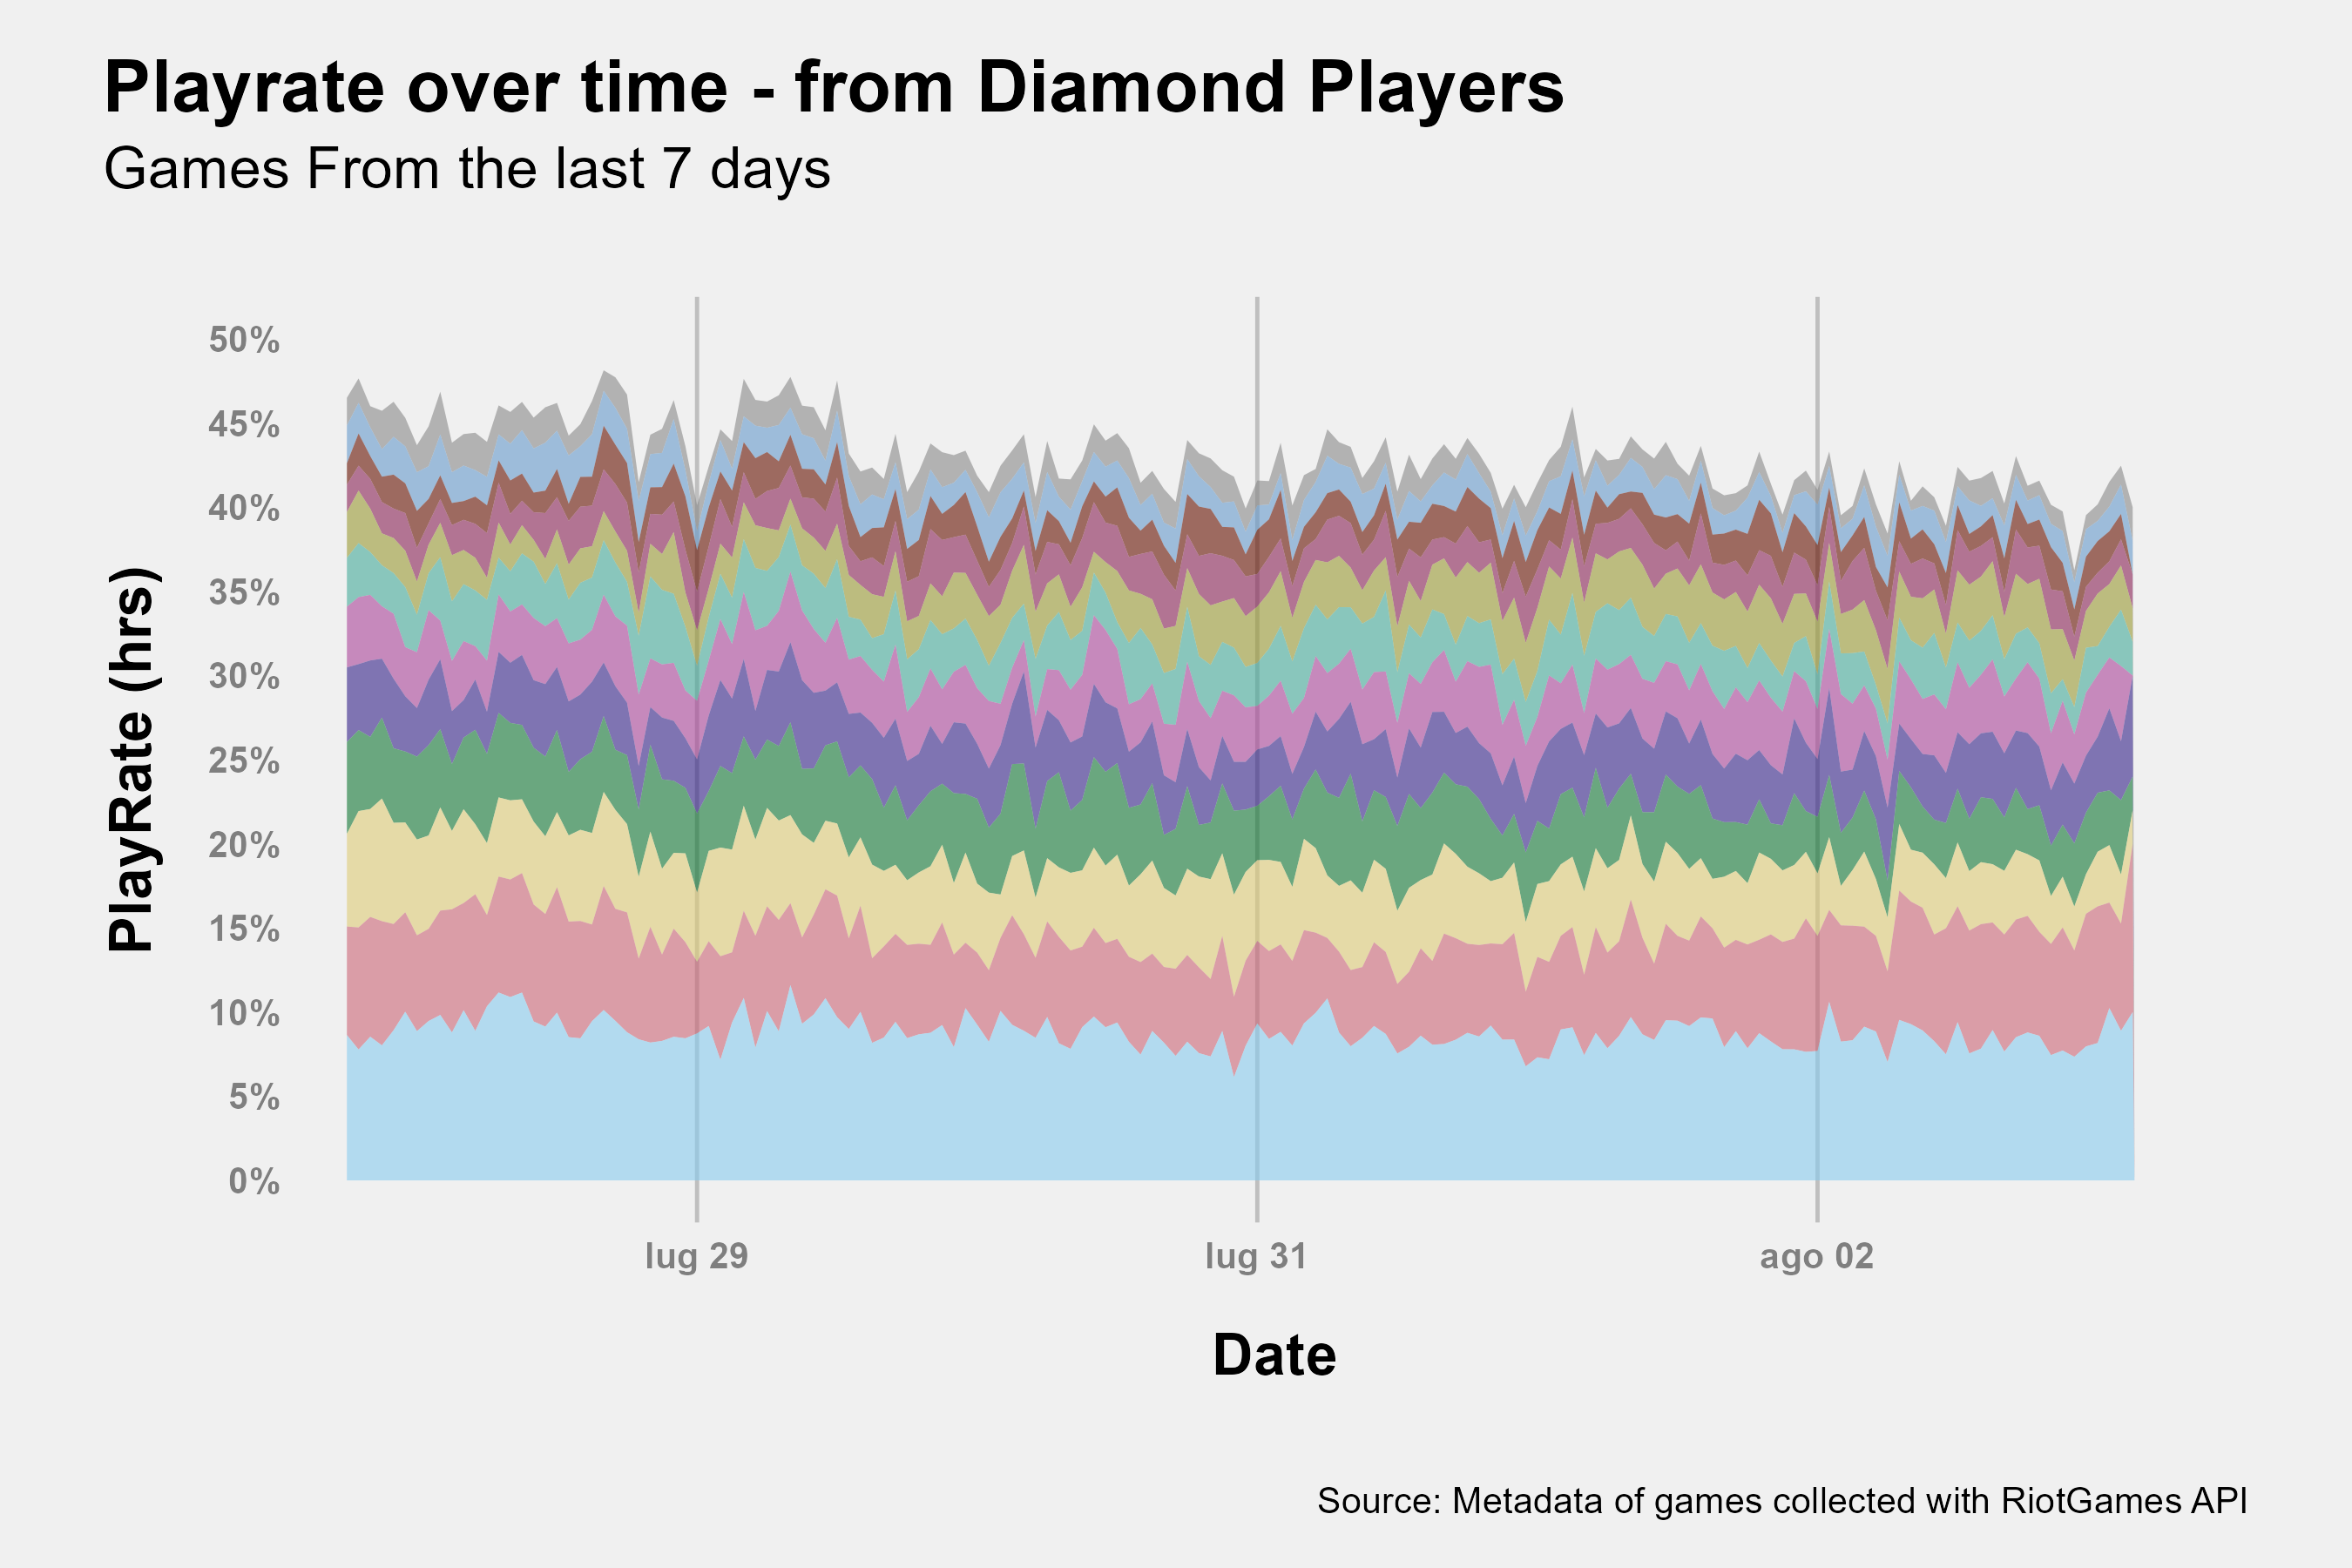 Playrate over time - from Diamond Players
Games From the last 7 days
PlayRate (hrs)
50%
45%
40%
35%
30%
25%
20%
15%
10%
5%
0%
lug 29
lug 31
ago 02
Date
Source: Metadata of games collected with RiotGames API